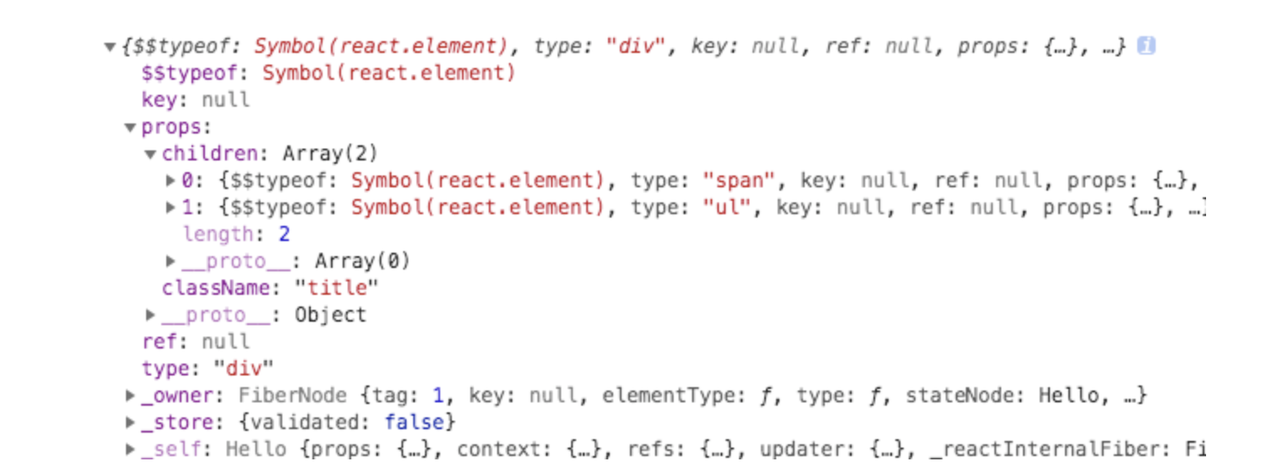 {$$typeof: Symbol(react.element), type: "div", key: null, ref: null, props: {…}, …} i
$$typeof: Symbol(react.element)
key: null
props:
children: Array(2)
0: {$$typeof: Symbol(react.element), type: "span", key: null, ref: null, props: {…},
1: {$$typeof: Symbol(react.element), type: "ul", key: null, ref: null, props: {…}, …}
length: 2
__proto__: Array(0)
className: "title"
__proto__: Object
ref: null
type: "div"
_owner: FiberNode {tag: 1, key: null, elementType: ƒ, type: ƒ, stateNode: Hello, …}
_store: {validated: false}
_self: Hello {props: {…}, context: {…}, refs: {…}, updater: {…}, _reactInternalFiber: Fi